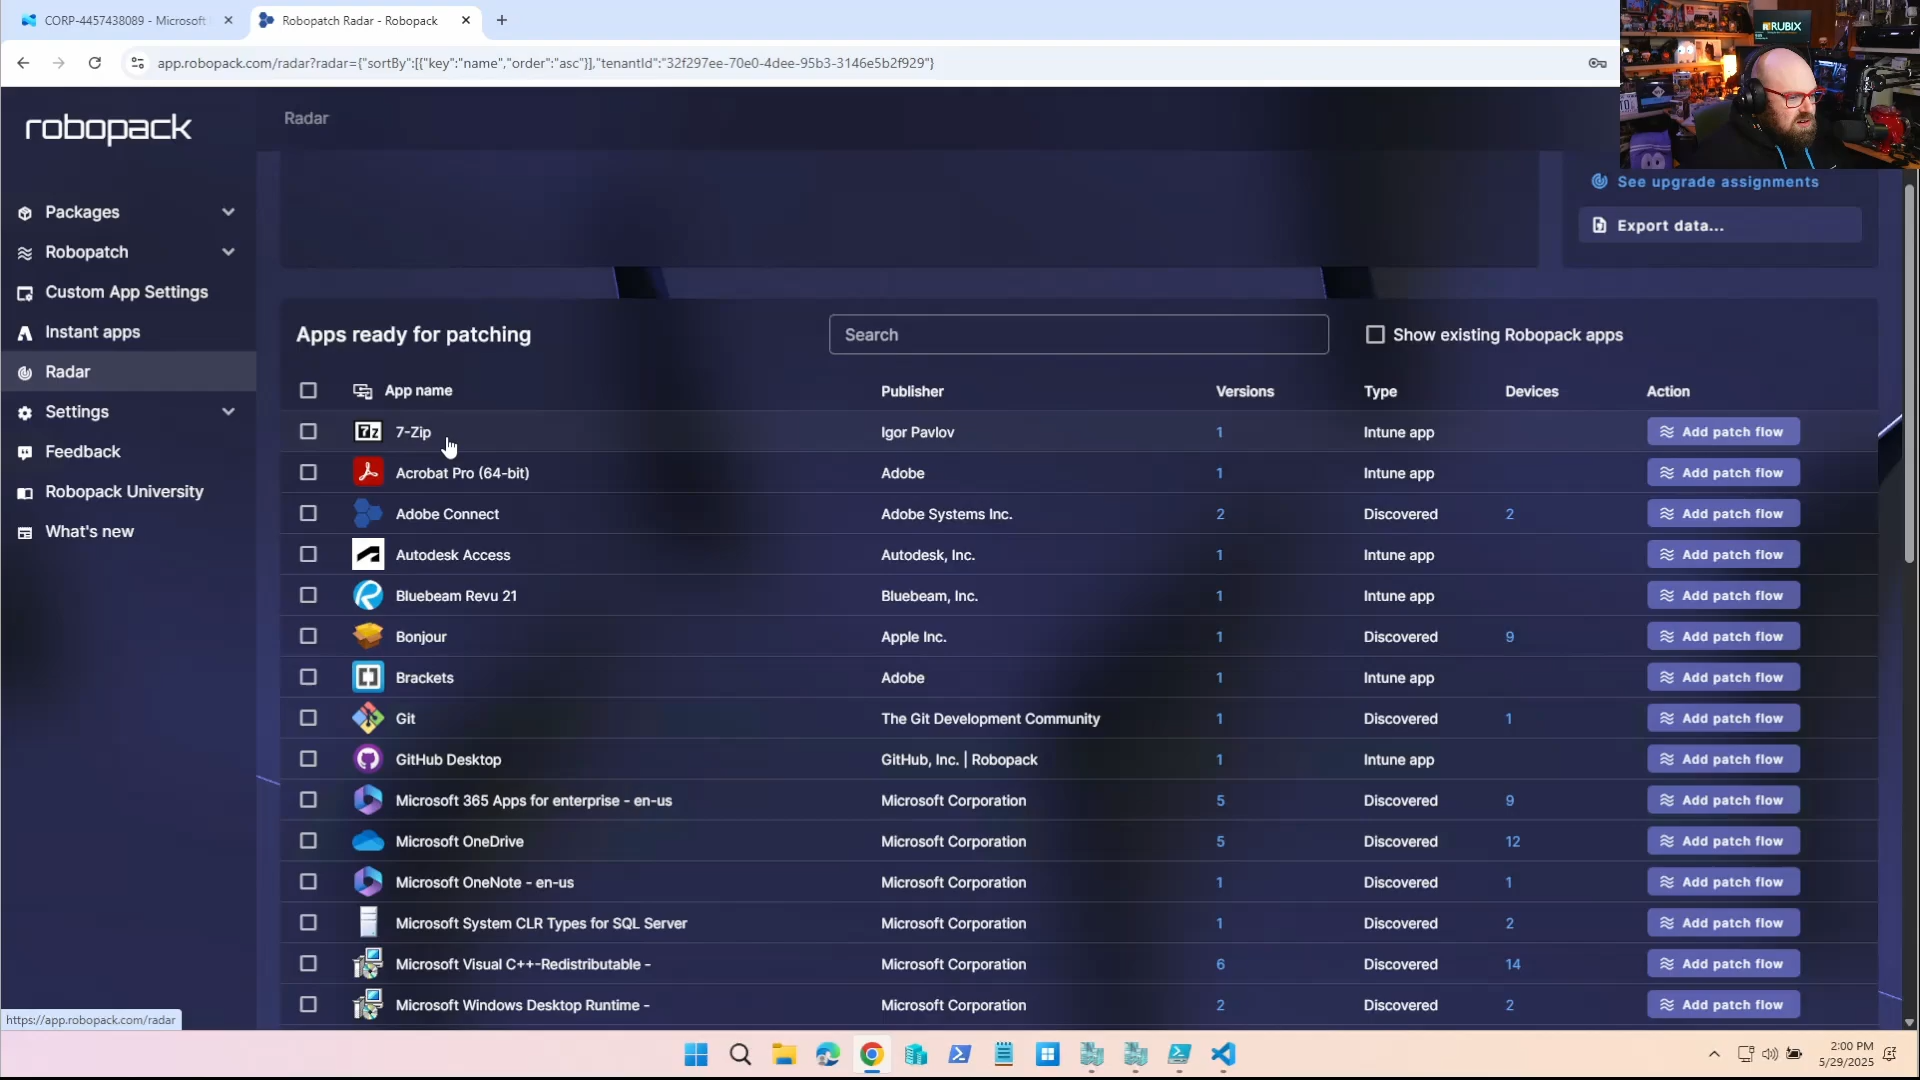 CORP-4457438089 - Microsoft
Robopatch Radar - Robopack
app.robopack.com/radar?radar={"sortBy":[{"key":"name","order":"asc"}],"tenantId":"32f297ee-70e0-4dee-95b3-3146e5b2f929"}
RUBIX
robopack
Radar
Packages
Robopatch
Custom App Settings
Instant apps
Radar
Settings
Feedback
Robopack University
What's new
See upgrade assignments
Export data...
Apps ready for patching
Search
Show existing Robopack apps
App name Publisher Versions Type Devices Action
7-Zip Igor Pavlov 1 Intune app Add patch flow
Acrobat Pro (64-bit) Adobe 1 Intune app Add patch flow
Adobe Connect Adobe Systems Inc. 2 Discovered 2 Add patch flow
Autodesk Access Autodesk, Inc. 1 Intune app Add patch flow
Bluebeam Revu 21 Bluebeam, Inc. 1 Intune app Add patch flow
Bonjour Apple Inc. 1 Discovered 9 Add patch flow
Brackets Adobe 1 Intune app Add patch flow
Git The Git Development Community 1 Discovered 1 Add patch flow
GitHub Desktop GitHub, Inc. | Robopack 1 Intune app Add patch flow
Microsoft 365 Apps for enterprise - en-us Microsoft Corporation 5 Discovered 9 Add patch flow
Microsoft OneDrive Microsoft Corporation 5 Discovered 12 Add patch flow
Microsoft OneNote - en-us Microsoft Corporation 1 Discovered 1 Add patch flow
Microsoft System CLR Types for SQL Server Microsoft Corporation 1 Discovered 2 Add patch flow
Microsoft Visual C++-Redistributable - Microsoft Corporation 6 Discovered 14 Add patch flow
Microsoft Windows Desktop Runtime - Microsoft Corporation 2 Discovered 2 Add patch flow
https://app.robopack.com/radar
2:00 PM
5/29/2025